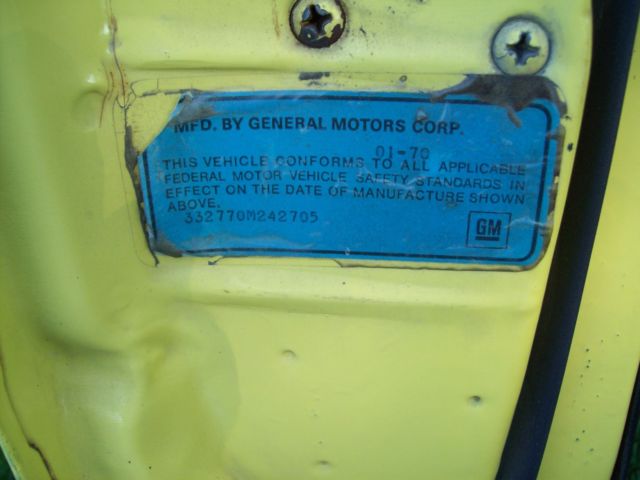 MFD. BY GENERAL MOTORS CORP.
01-70
THIS VEHICLE CONFORMS TO ALL APPLICABLE
FEDERAL MOTOR VEHICLE SAFETY STANDARDS IN
EFFECT ON THE DATE OF MANUFACTURE SHOWN
ABOVE.
332770M242705
GM